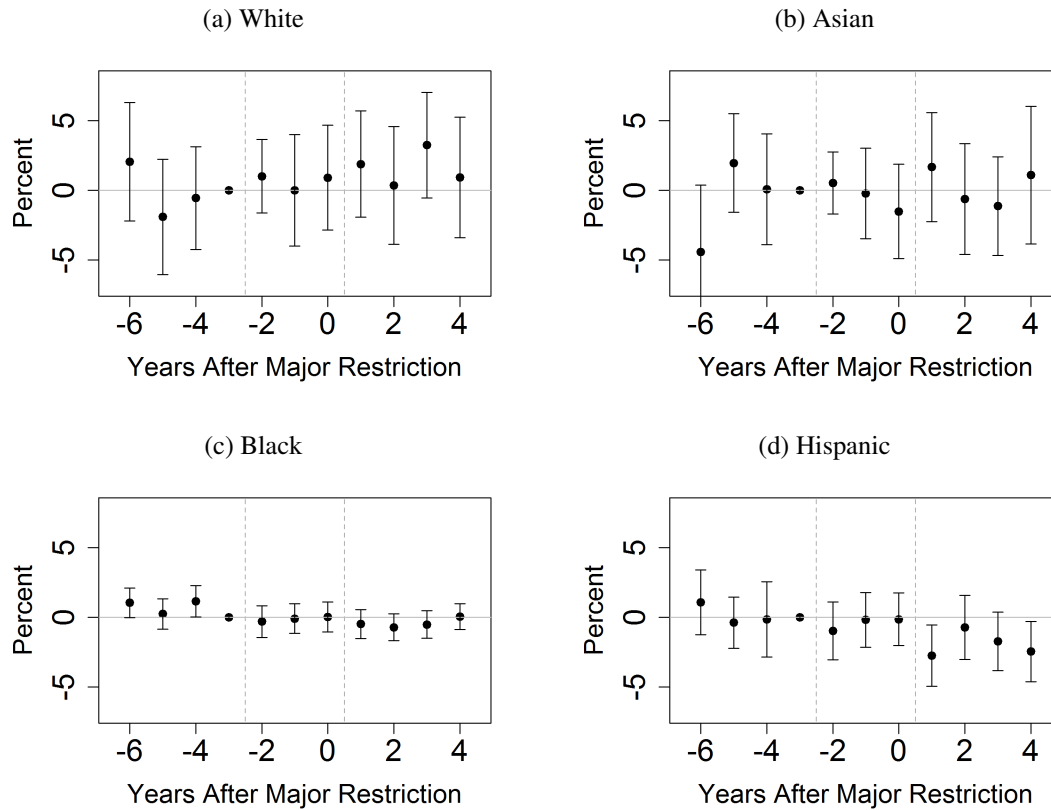 (a) White
(b) Asian
Percent
5
0
-5
-6 -4 -2 0 2 4
Years After Major Restriction
Percent
5
0
-5
-6 -4 -2 0 2 4
Years After Major Restriction
(c) Black
(d) Hispanic
Percent
5
0
-5
-6 -4 -2 0 2 4
Years After Major Restriction
Percent
5
0
-5
-6 -4 -2 0 2 4
Years After Major Restriction